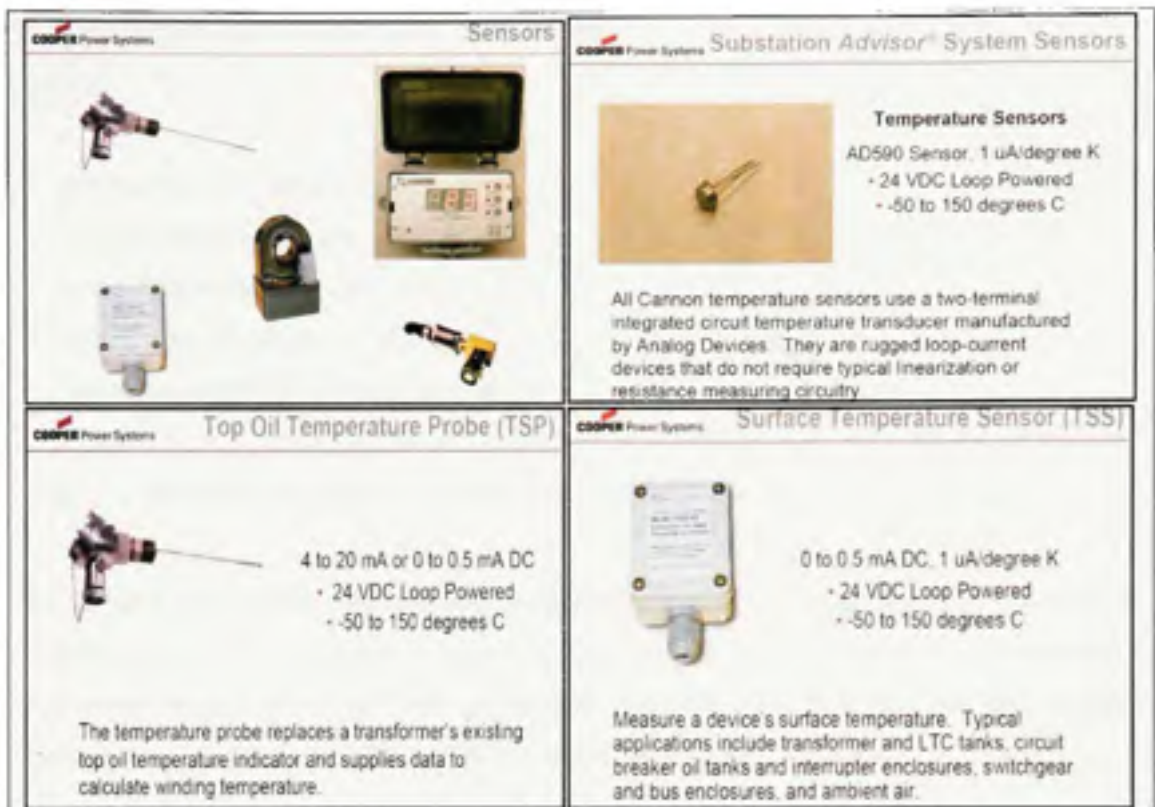 COOPER Power Systems
Sensors
COOPER Power Systems
Substation Advisor® System Sensors
Temperature Sensors
AD590 Sensor, 1 uA/degree K
• 24 VDC Loop Powered
• -50 to 150 degrees C
All Cannon temperature sensors use a two-terminal
integrated circuit temperature transducer manufactured
by Analog Devices. They are rugged loop-current
devices that do not require typical linearization or
resistance measuring circuitry
COOPER Power Systems
Top Oil Temperature Probe (TSP)
4 to 20 mA or 0 to 0.5 mA DC
• 24 VDC Loop Powered
• -50 to 150 degrees C
The temperature probe replaces a transformer's existing
top oil temperature indicator and supplies data to
calculate winding temperature.
COOPER Power Systems
Surface Temperature Sensor (TSS)
0 to 0.5 mA DC, 1 uA/degree K
• 24 VDC Loop Powered
• -50 to 150 degrees C
Measure a device's surface temperature. Typical
applications include transformer and LTC tanks, circuit
breaker oil tanks and interrupter enclosures, switchgear
and bus enclosures, and ambient air.